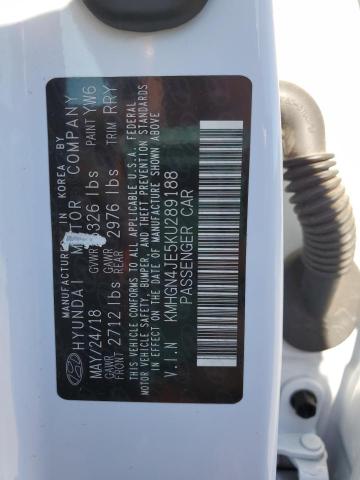 MANUFACTURED IN KOREA BY
HYUNDAI MOTOR COMPANY
MAY/24/18 GVWR 326 lbs PAINT YW6
GAWR FRONT 2712 lbs GAWR REAR 2976 lbs TRIM RRY
THIS VEHICLE CONFORMS TO ALL APPLICABLE U.S.A. FEDERAL
MOTOR VEHICLE SAFETY, BUMPER, AND THEFT PREVENTION STANDARDS
IN EFFECT ON THE DATE OF MANUFACTURE SHOWN ABOVE
V.I.N KMHGN4JE5KU289188
PASSENGER CAR